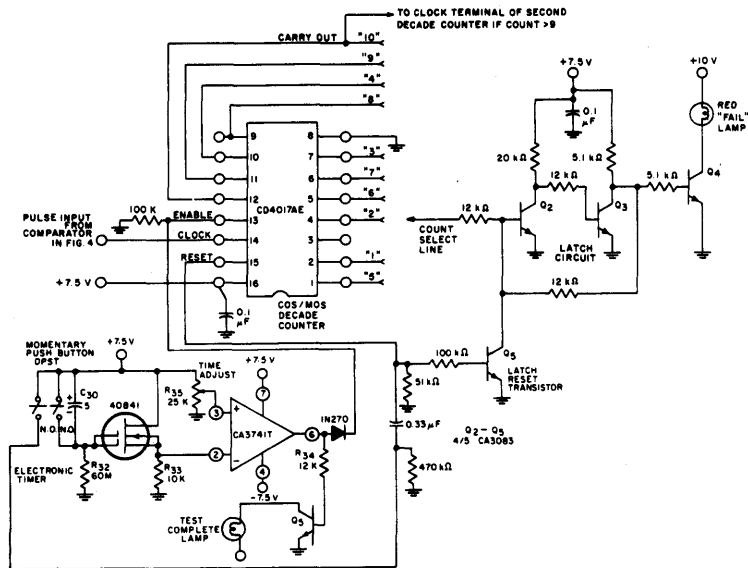 TO CLOCK TERMINAL OF SECOND
DECADE COUNTER IF COUNT >9
CARRY OUT "10"
"9"
"4"
"8"
+7.5 V
+10V
RED
"FAIL"
LAMP
0.1
μF
20 kΩ
5.1 kΩ
12 kΩ
5.1 kΩ
Q4
Q2
Q3
12 kΩ
COUNT
SELECT
LINE
LATCH
CIRCUIT
12 kΩ
9
8
10
7
"3"
11
6
"7"
12
5
"6"
100 K
ENABLE
13
CD4017AE
4
"2"
PULSE INPUT
FROM
COMPARATOR
IN FIG. 4
CLOCK
14
3
RESET
15
2
"1"
+7.5 V
16
1
"5"
COS/MOS
DECADE
COUNTER
0.1
μF
MOMENTARY
PUSH BUTTON
DPST
+7.5V
TIME
ADJUST
+7.5V
C30
5
40841
R35
25 K
3
7
CA3741T
6
1N270
2
4
-7.5 V
N.O.
N.O.
ELECTRONIC
TIMER
R32
60M
R33
10K
R34
12 K
TEST
COMPLETE
LAMP
Q5
100 kΩ
Q5
LATCH
RESET
TRANSISTOR
51 kΩ
0.33 μF
Q2-Q5
4/5 CA3083
470 kΩ